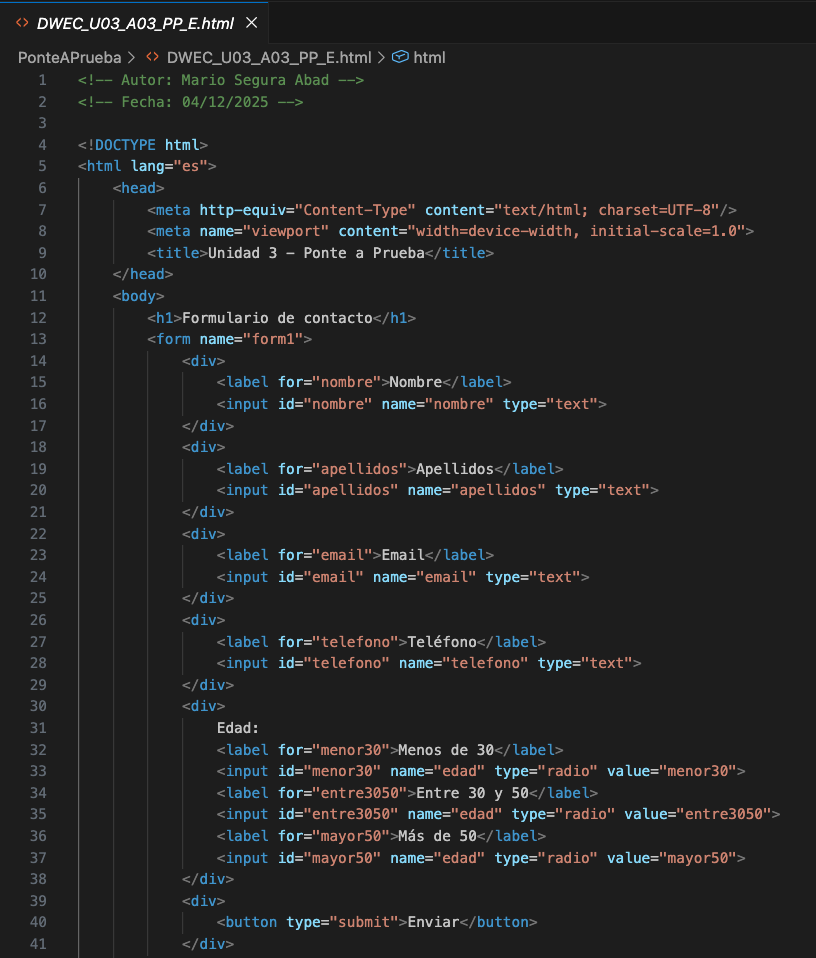 DWEC_U03_A03_PP_E.html
PonteAPrueba > DWEC_U03_A03_PP_E.html > html
1 <!-- Autor: Mario Segura Abad -->
2 <!-- Fecha: 04/12/2025 -->
3
4 <!DOCTYPE html>
5 <html lang="es">
6 <head>
7 <meta http-equiv="Content-Type" content="text/html; charset=UTF-8"/>
8 <meta name="viewport" content="width=device-width, initial-scale=1.0">
9 <title>Unidad 3 - Ponte a Prueba</title>
10 </head>
11 <body>
12 <h1>Formulario de contacto</h1>
13 <form name="form1">
14 <div>
15 <label for="nombre">Nombre</label>
16 <input id="nombre" name="nombre" type="text">
17 </div>
18 <div>
19 <label for="apellidos">Apellidos</label>
20 <input id="apellidos" name="apellidos" type="text">
21 </div>
22 <div>
23 <label for="email">Email</label>
24 <input id="email" name="email" type="text">
25 </div>
26 <div>
27 <label for="telefono">Teléfono</label>
28 <input id="telefono" name="telefono" type="text">
29 </div>
30 <div>
31 Edad:
32 <label for="menor30">Menos de 30</label>
33 <input id="menor30" name="edad" type="radio" value="menor30">
34 <label for="entre3050">Entre 30 y 50</label>
35 <input id="entre3050" name="edad" type="radio" value="entre3050">
36 <label for="mayor50">Más de 50</label>
37 <input id="mayor50" name="edad" type="radio" value="mayor50">
38 </div>
39 <div>
40 <button type="submit">Enviar</button>
41 </div>